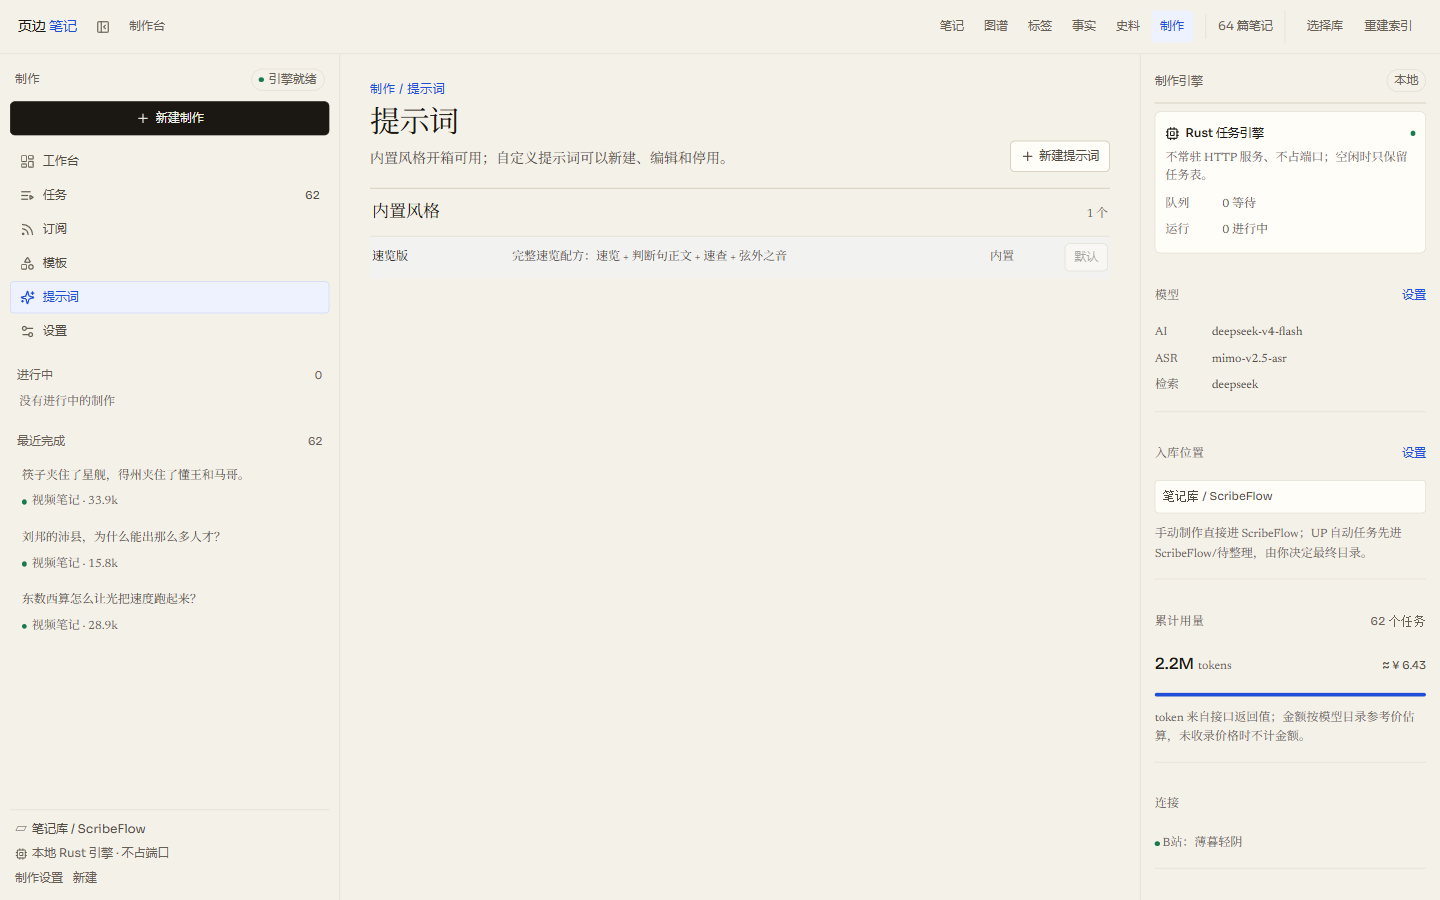 页边 笔记
制作台
笔记 图谱 标签 事实 史料 制作 64 篇笔记 选择库 重建索引
制作
引擎就绪
新建制作
工作台
任务 62
订阅
模板
提示词
设置
进行中 0
没有进行中的制作
最近完成 62
筷子夹住了星舰，得州夹住了懂王和马哥。
视频笔记 · 33.9k
刘邦的沛县，为什么能出那么多人才？
视频笔记 · 15.8k
东数西算怎么让光把速度跑起来？
视频笔记 · 28.9k
笔记库 / ScribeFlow
本地 Rust 引擎 · 不占端口
制作设置 新建
制作 / 提示词
提示词
内置风格开箱可用；自定义提示词可以新建、编辑和停用。
新建提示词
内置风格 1 个
速览版 完整速览配方：速览 + 判断句正文 + 速查 + 弦外之音 内置 默认
制作引擎 本地
Rust 任务引擎
不常驻 HTTP 服务、不占端口；空闲时只保留
任务表。
队列 0 等待
运行 0 进行中
模型 设置
AI deepseek-v4-flash
ASR mimo-v2.5-asr
检索 deepseek
入库位置 设置
笔记库 / ScribeFlow
手动制作直接进 ScribeFlow；UP 自动任务先进
ScribeFlow/待整理，由你决定最终目录。
累计用量 62 个任务
2.2M tokens ≈ ¥ 6.43
token 来自接口返回值；金额按模型目录参考价估
算，未收录价格时不计金额。
连接
B站：薄暮轻阴